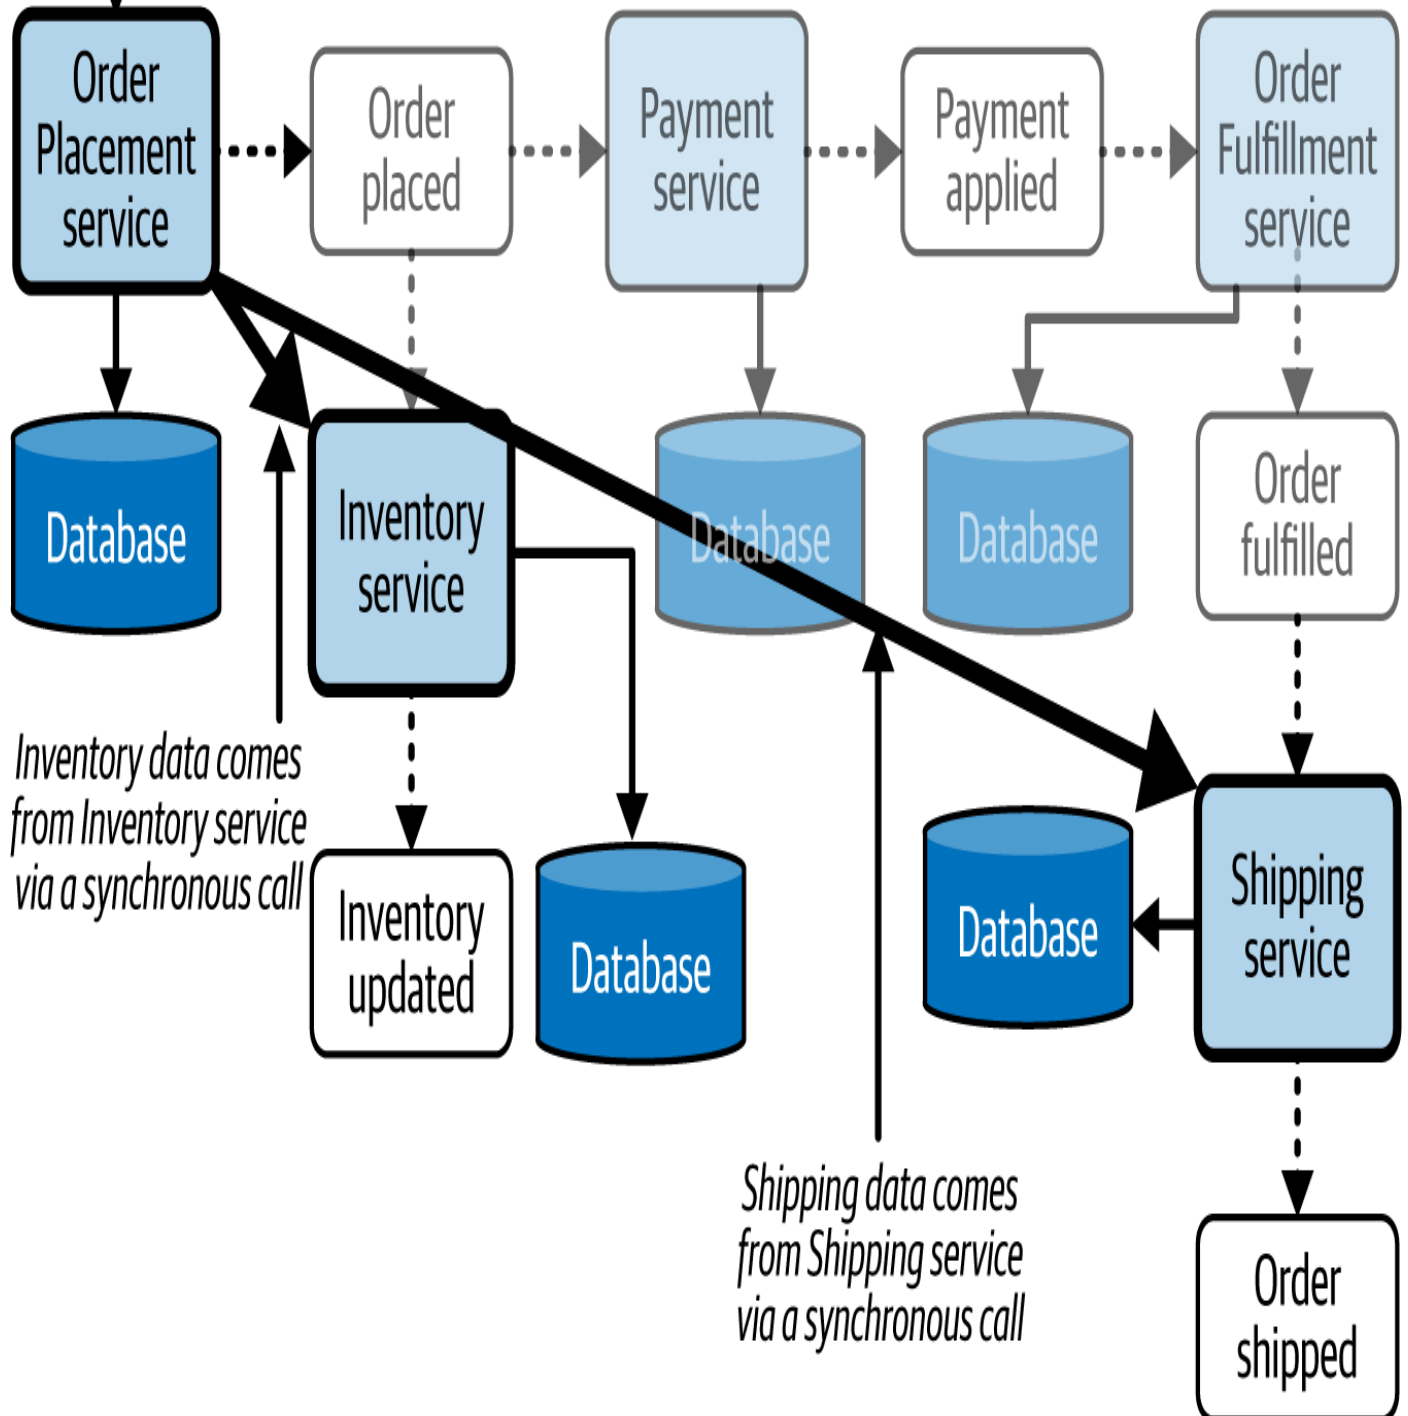 Order
Placement
service
Order
placed
Payment
service
Payment
applied
Order
Fulfillment
service
Database
Inventory
service
Database
Database
Order
fulfilled
Inventory data comes
from Inventory service
via a synchronous call
Inventory
updated
Database
Database
Shipping
service
Shipping data comes
from Shipping service
via a synchronous call
Order
shipped